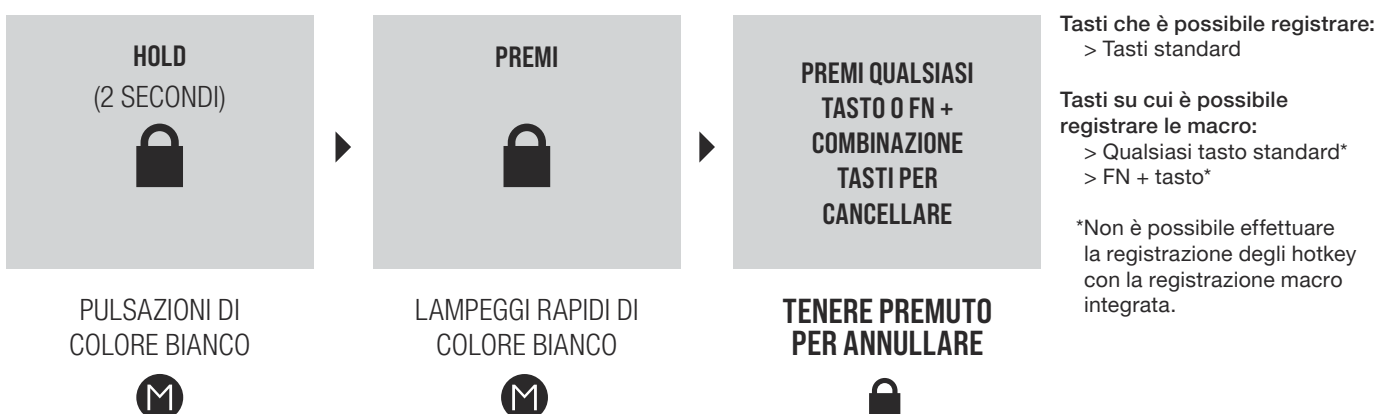 HOLD
(2 SECONDI)
PULSAZIONI DI
COLORE BIANCO
M
PREMI
LAMPEGGI RAPIDI DI
COLORE BIANCO
M
PREMI QUALSIASI
TASTO O FN +
COMBINAZIONE
TASTI PER
CANCELLARE
TENERE PREMUTO
PER ANNULLARE
Tasti che è possibile registrare:
> Tasti standard
Tasti su cui è possibile
registrare le macro:
> Qualsiasi tasto standard*
> FN + tasto*
*Non è possibile effettuare
la registrazione degli hotkey
con la registrazione macro
integrata.